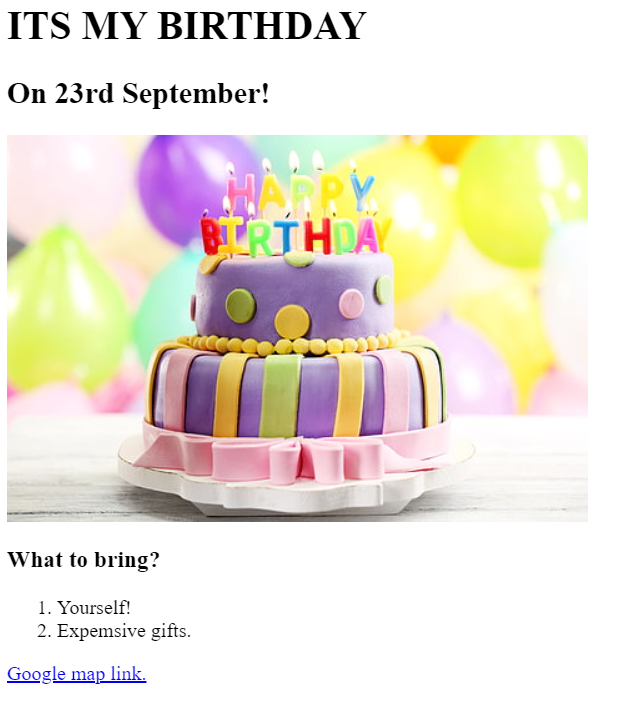 ITS MY BIRTHDAY
On 23rd September!
HAPPY
BIRTHDAY
What to bring?
1. Yourself!
2. Expemsive gifts.
Google map link.